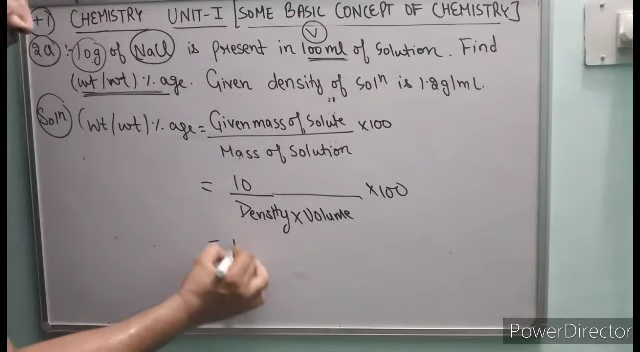 +1 CHEMISTRY UNIT-I [SOME BASIC CONCEPT OF CHEMISTRY]
(V)
Q2a :- 10g of NaCl is present in 100ml of solution. Find
(wt/wt)%age. Given density of Solⁿ is 1.8g/mL.
Solⁿ (wt/wt)%age = Given mass of solute x100
Mass of Solution
= 10 x100
Density x Volume
=
PowerDirector